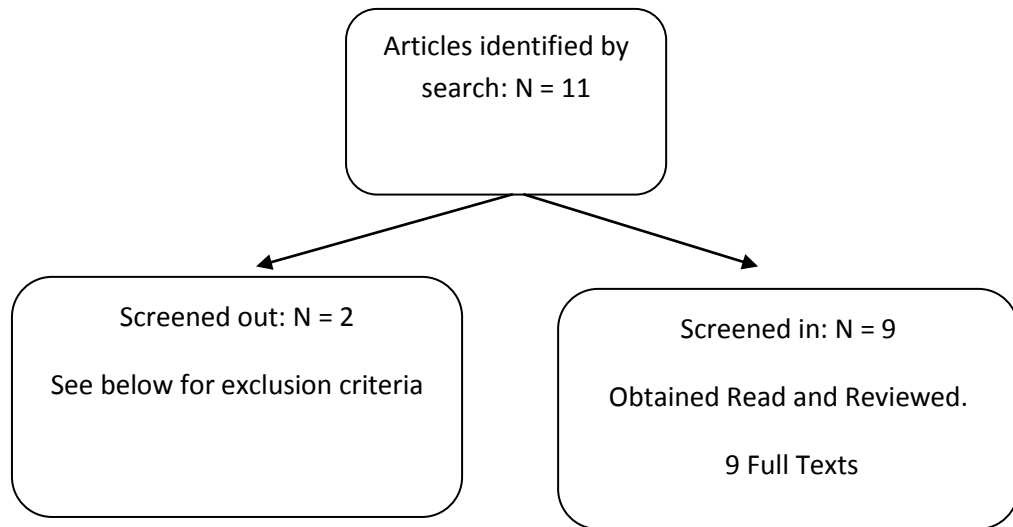 Articles identified by
search: N = 11
Screened out: N = 2
See below for exclusion criteria
Screened in: N = 9
Obtained Read and Reviewed.
9 Full Texts